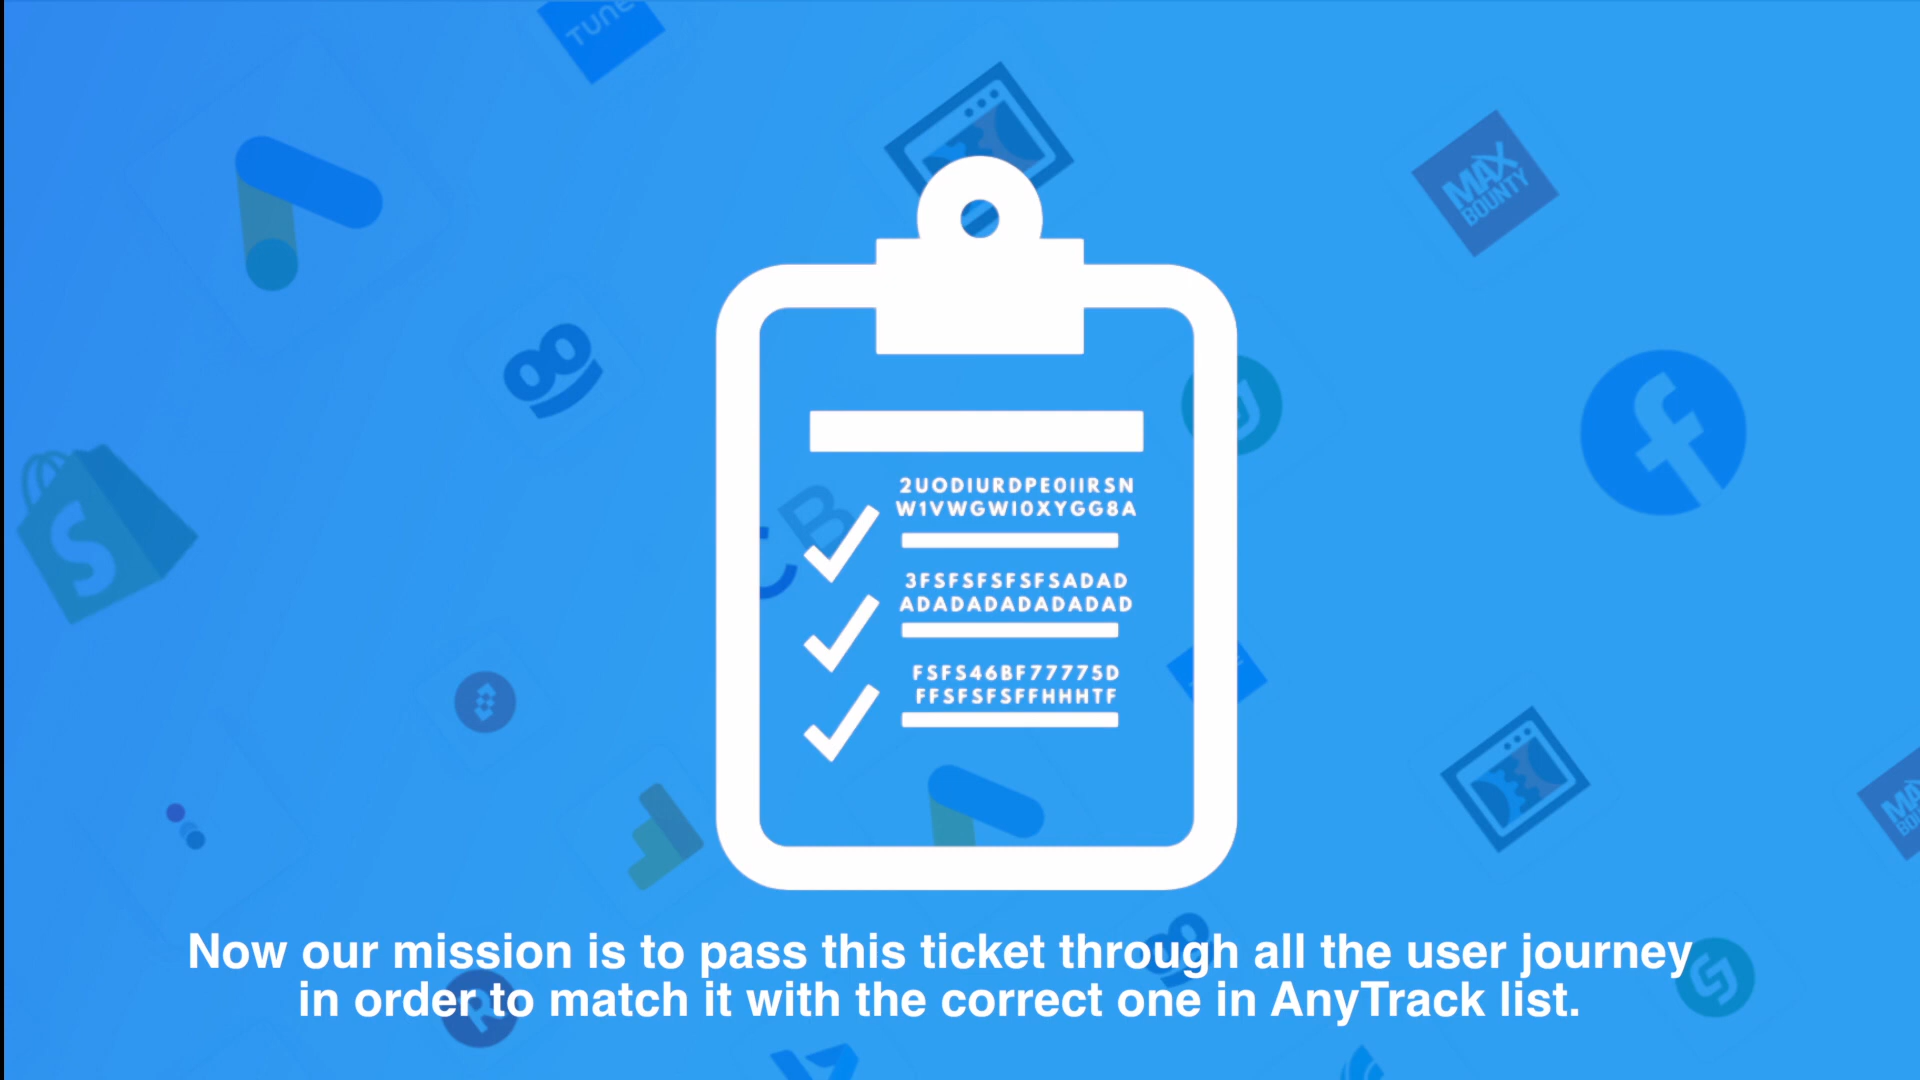 TUNE
MAX
BOUNTY
2UODIURDPE0IIRSN
W1VWGWI0XYGG8A
3FSFSFSFSFSADAD
ADADADADADADAD
FSFS46BF77775D
FFSFSFSFFHHHTF
Now our mission is to pass this ticket through all the user journey
in order to match it with the correct one in AnyTrack list.